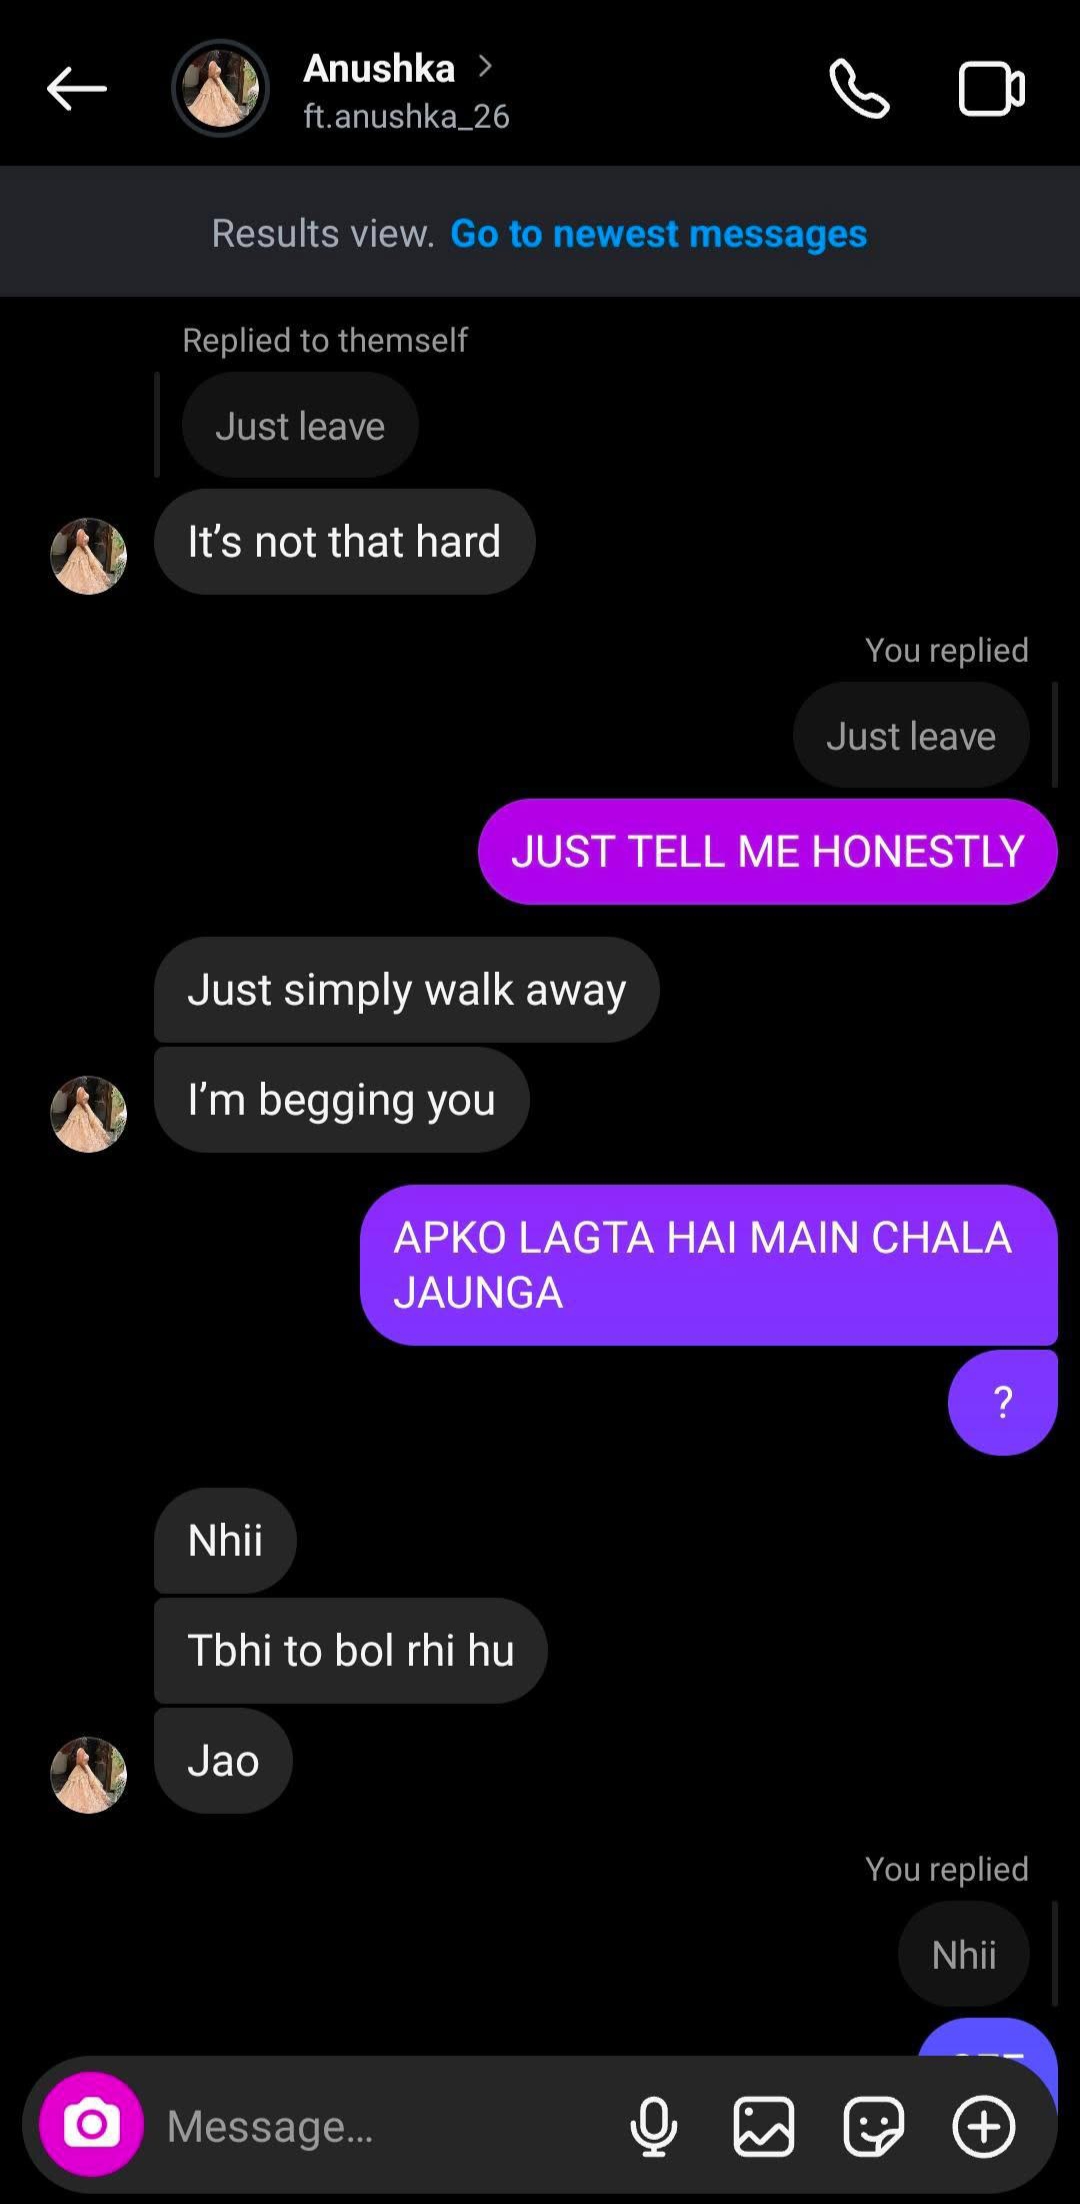 Anushka
ft.anushka_26
Results view. Go to newest messages
Replied to themself
Just leave
It's not that hard
You replied
Just leave
JUST TELL ME HONESTLY
Just simply walk away
I'm begging you
APKO LAGTA HAI MAIN CHALA
JAUNGA
?
Nhii
Tbhi to bol rhi hu
Jao
You replied
Nhii
Message...